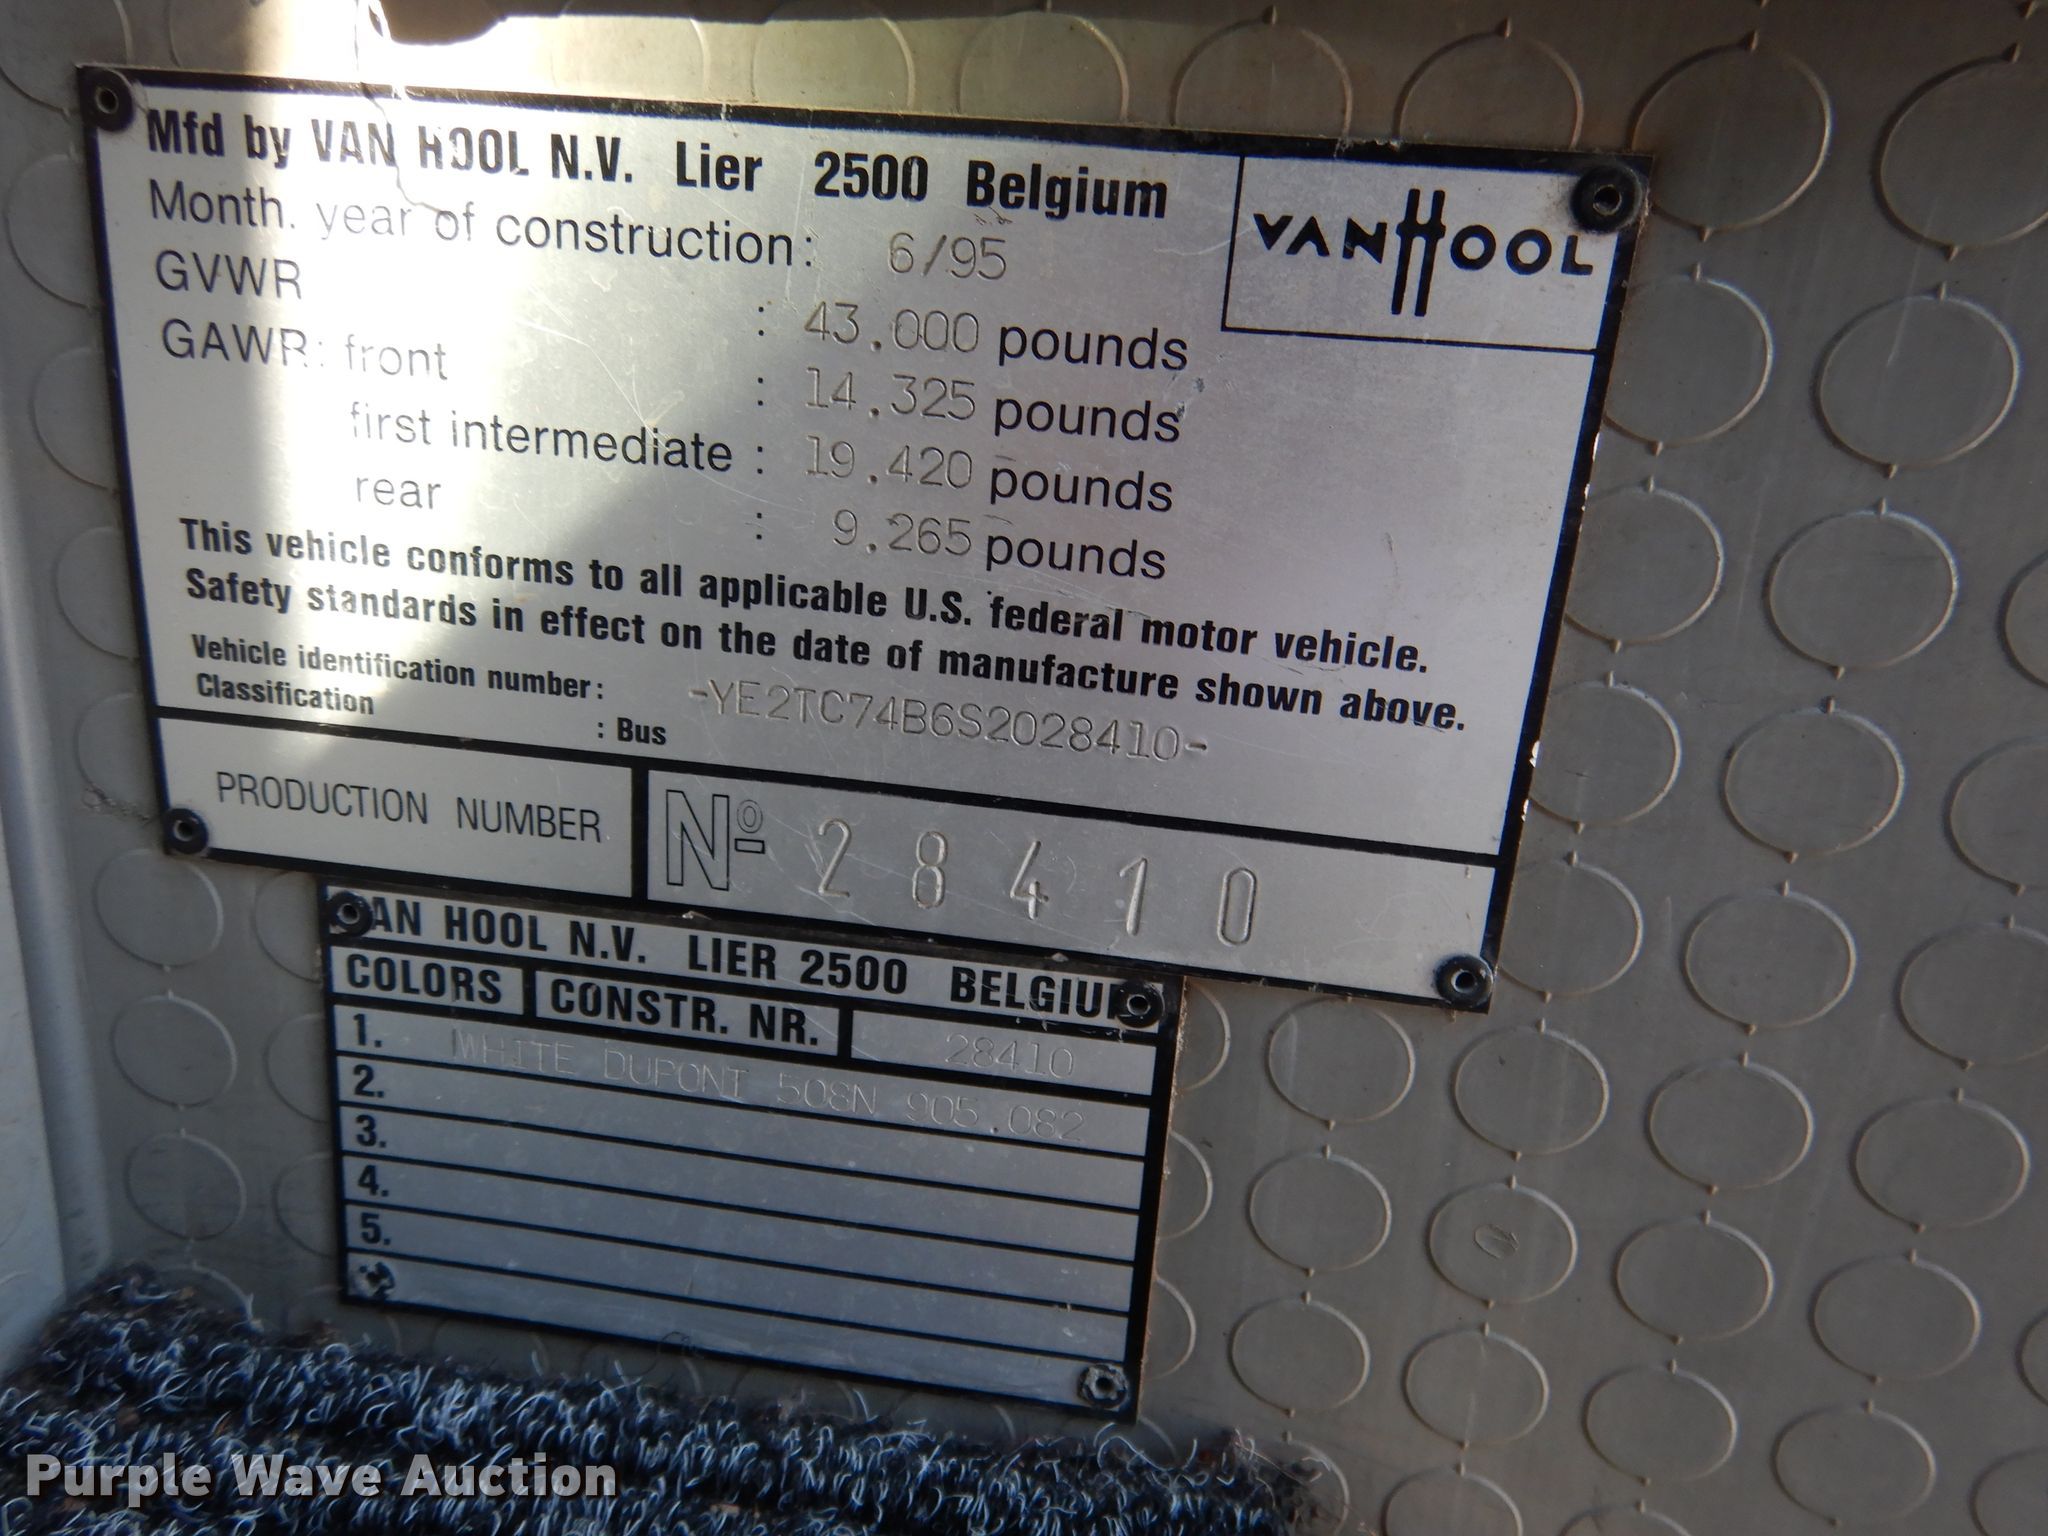 Mfd by VAN HOOL N.V. Lier 2500 Belgium
VANHOOL
Month. year of construction: 6/95
GVWR : 43.000 pounds
GAWR: front : 14.325 pounds
first intermediate : 19.420 pounds
rear : 9.265 pounds
This vehicle conforms to all applicable U.S. federal motor vehicle.
Safety standards in effect on the date of manufacture shown above.
Vehicle identification number: -YE2TC74B6S2028410-
Classification : Bus
PRODUCTION NUMBER Nº 28410
VAN HOOL N.V. LIER 2500 BELGIUM
COLORS CONSTR. NR. 28410
1. WHITE DUPONT 508N 905.082
2.
3.
4.
5.
Purple Wave Auction